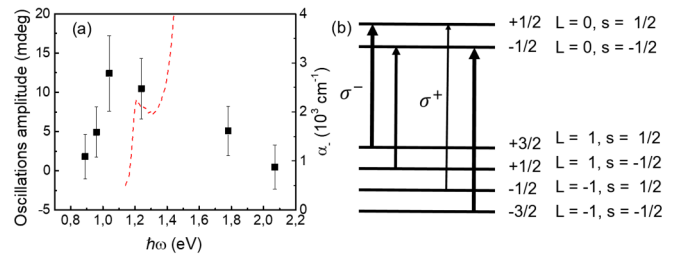 (a)
Oscillations amplitude (mdeg)
20
15
10
5
0
-5
0,8 1,0 1,2 1,4 1,6 1,8 2,0 2,2
ħω (eV)
4
3
2
1
0
α₋ (10³ cm⁻¹)
(b)
+1/2 L = 0, s = 1/2
-1/2 L = 0, s = -1/2
σ⁻
σ⁺
+3/2 L = 1, s = 1/2
+1/2 L = 1, s = -1/2
-1/2 L = -1, s = 1/2
-3/2 L = -1, s = -1/2